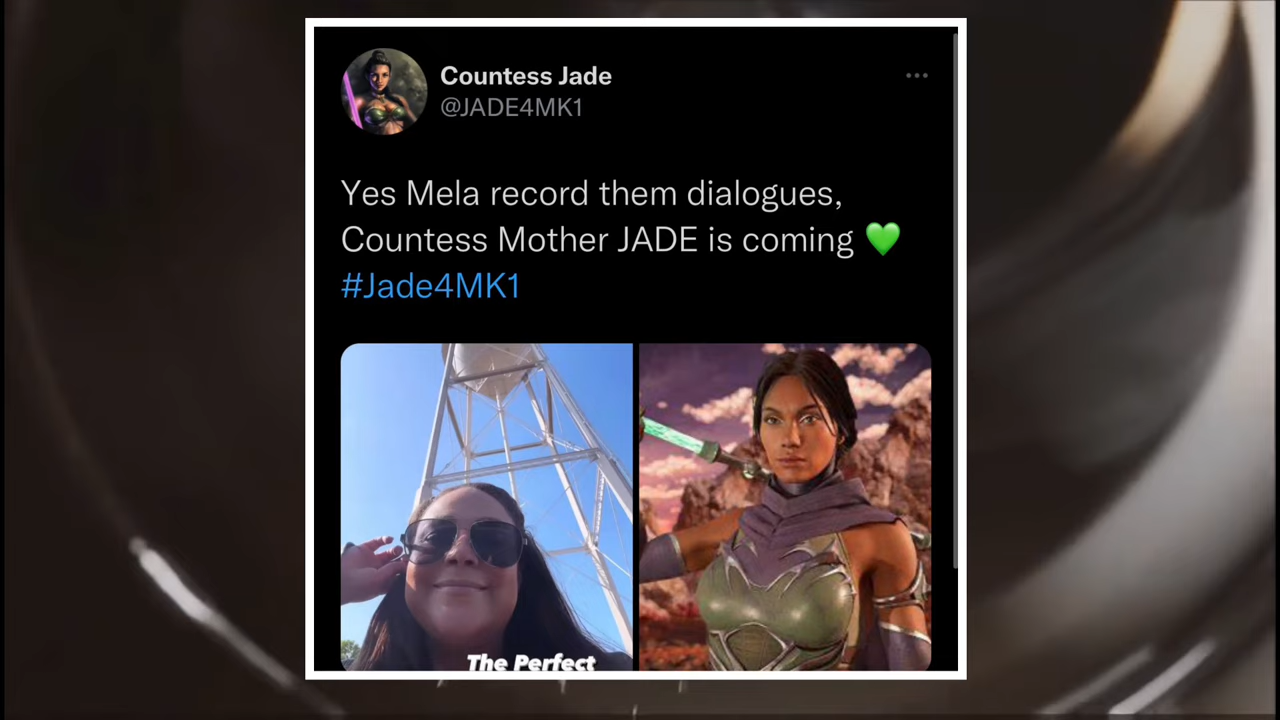 Countess Jade
@JADE4MK1
Yes Mela record them dialogues,
Countess Mother JADE is coming 💚
#Jade4MK1
The Perfect